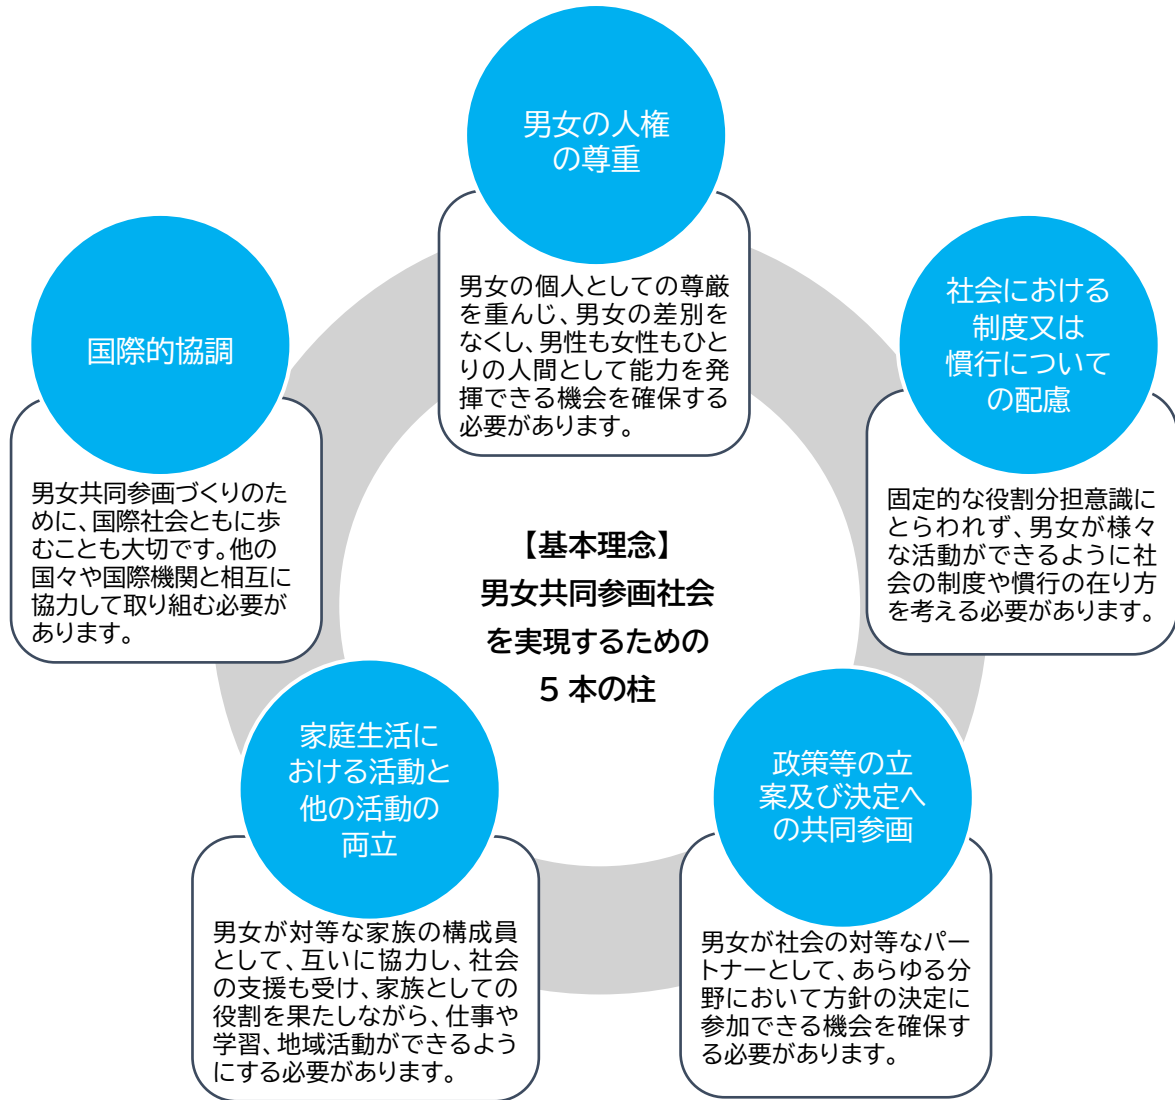 男女の人権
の尊重
男女の個人としての尊厳
を重んじ、男女の差別を
なくし、男性も女性もひと
りの人間として能力を発
揮できる機会を確保する
必要があります。
社会における
制度又は
慣行について
の配慮
固定的な役割分担意識に
とらわれず、男女が様々
な活動ができるように社
会の制度や慣行の在り方
を考える必要があります。
政策等の立
案及び決定へ
の共同参画
男女が社会の対等なパー
トナーとして、あらゆる分
野において方針の決定に
参加できる機会を確保す
る必要があります。
家庭生活に
おける活動と
他の活動の
両立
男女が対等な家族の構成員
として、互いに協力し、社会
の支援も受け、家族としての
役割を果たしながら、仕事や
学習、地域活動ができるよう
にする必要があります。
国際的協調
男女共同参画づくりのた
めに、国際社会ともに歩
むことも大切です。他の
国々や国際機関と相互に
協力して取り組む必要が
あります。
【基本理念】
男女共同参画社会
を実現するための
５本の柱